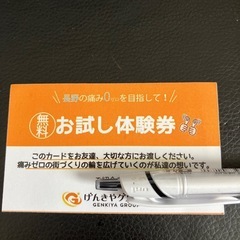 長野の痛み0を目指して！
無料
お試し体験券
このカードをお友達、大切な方にお渡しください。
痛みゼロの街づくりの輪を広げていくのが私達の想いです。
げんきやグ
GENKIYA GROUP